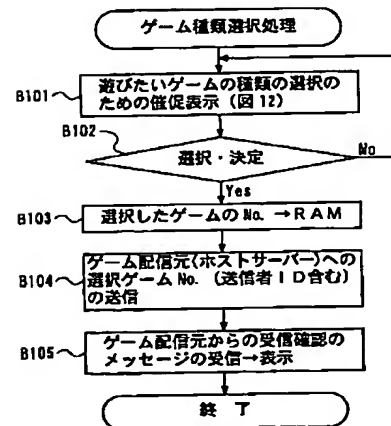 ゲーム種類選択処理
B101
遊びたいゲームの種類の選択の
ための催促表示(図12)
B102
選択・決定
No
Yes
B103
選択したゲームのNo. →RAM
B104
ゲーム配信元(ホストサーバー)への
選択ゲームNo.(送信者ID含む)
の送信
B105
ゲーム配信元からの受信確認の
メッセージの受信→表示
終 了